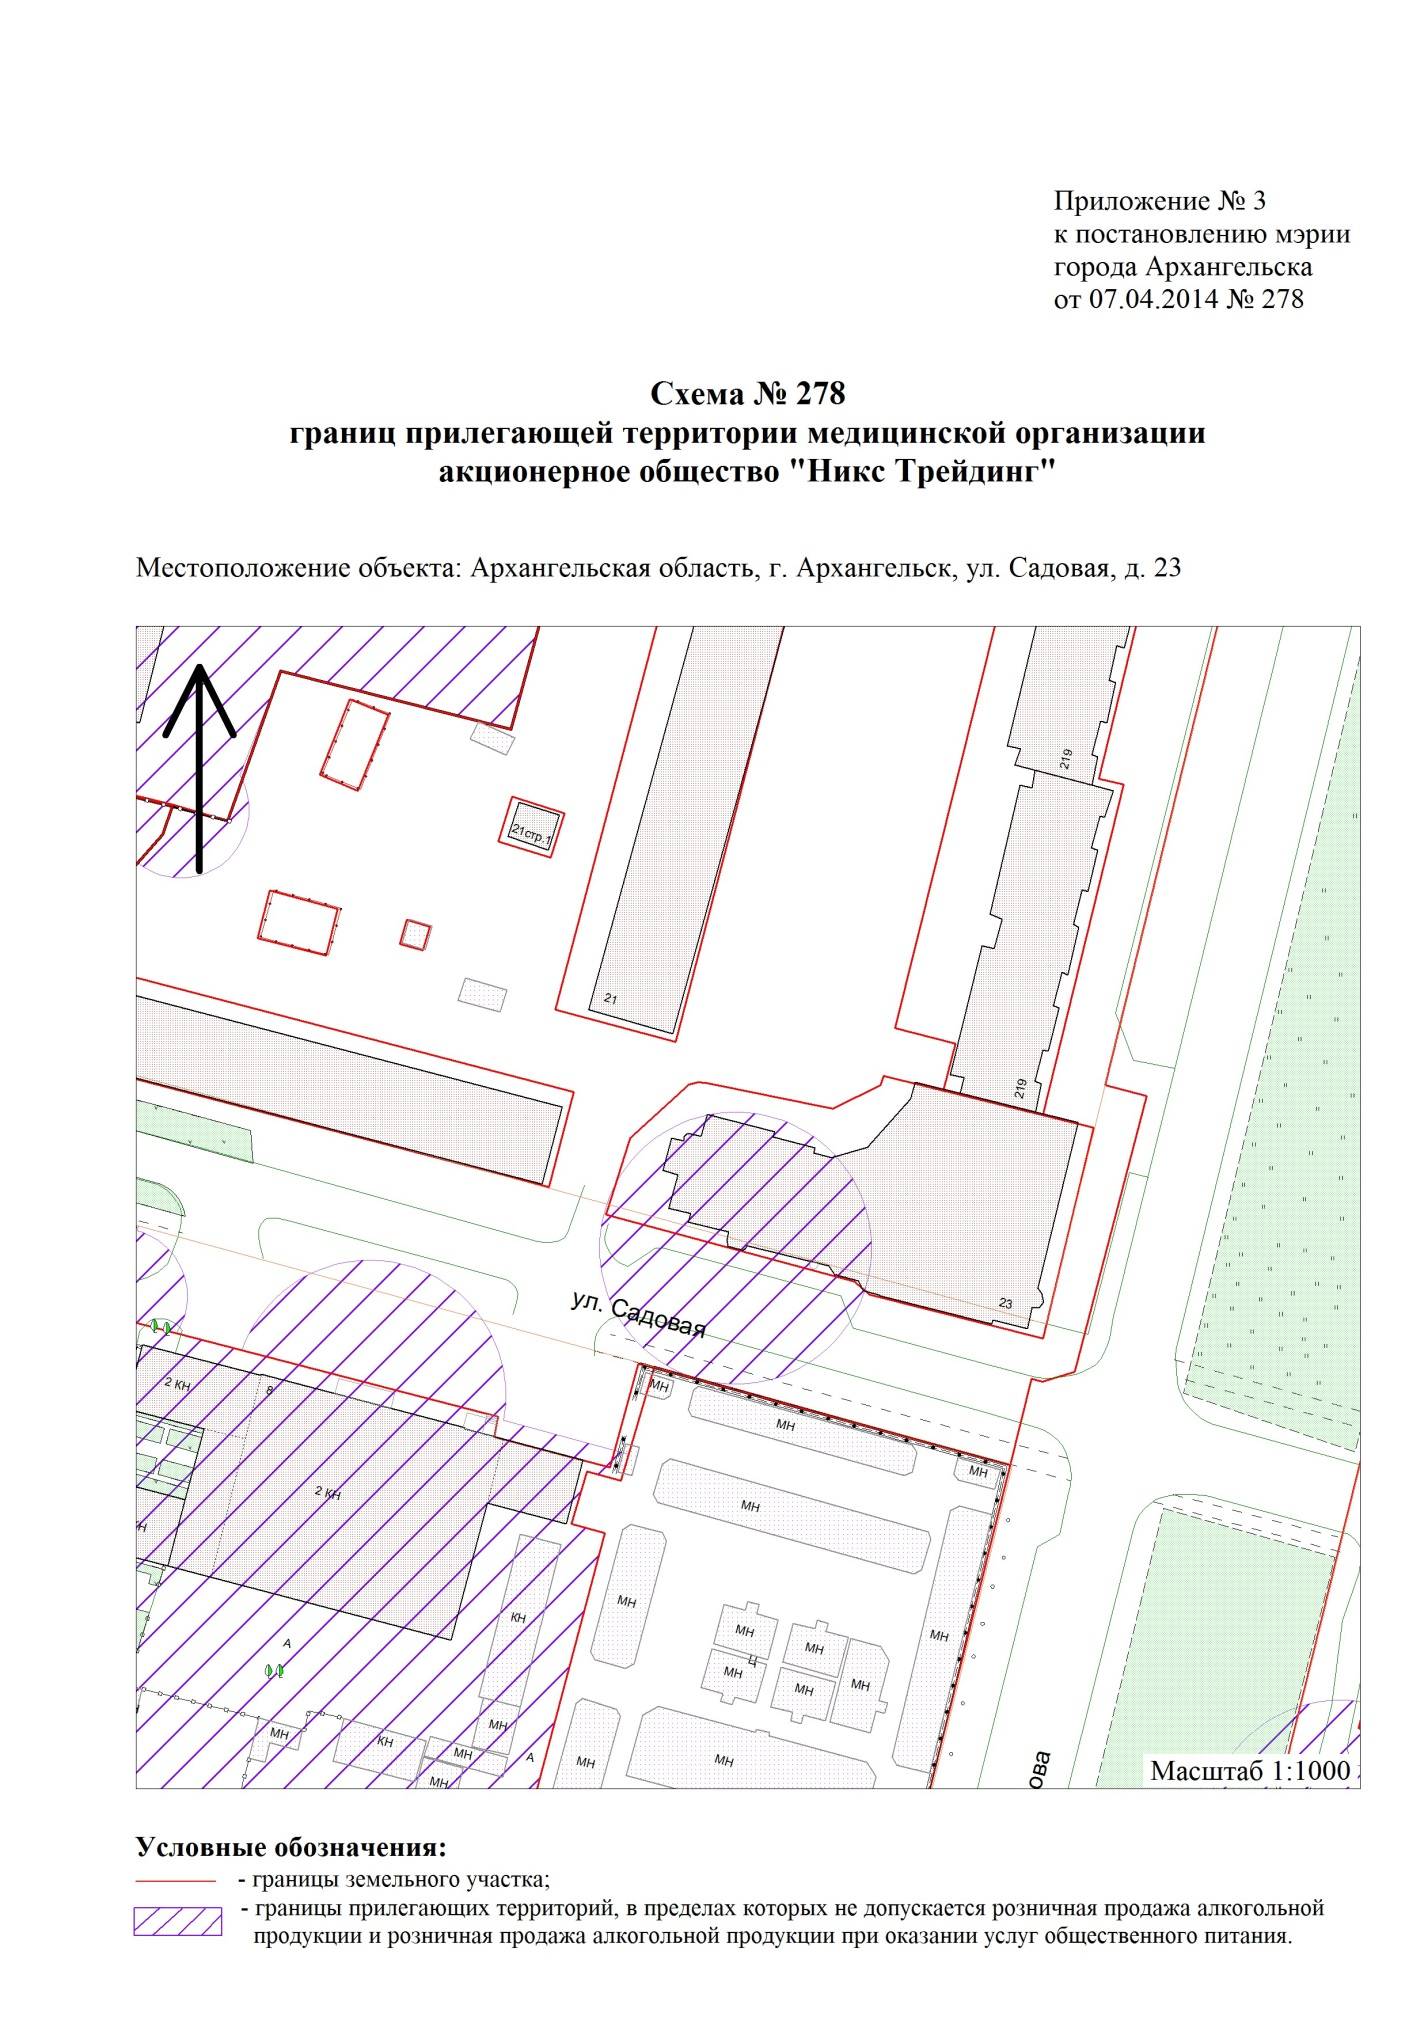 Приложение № 3
к постановлению мэрии
города Архангельска
от 07.04.2014 № 278
Схема № 278
границ прилегающей территории медицинской организации
акционерное общество "Никс Трейдинг"
Местоположение объекта: Архангельская область, г. Архангельск, ул. Садовая, д. 23
219
21стр.1
21
219
23
ул. Садовая
2 КН
8
МН
МН
МН
2 КН
МН
МН
КН
МН
МН
МН
МН
А
МН
Ц
МН
МН
МН
МН
КН
МН
МН
А
МН
МН
МН
ова
Масштаб 1:1000
Условные обозначения:
- границы земельного участка;
- границы прилегающих территорий, в пределах которых не допускается розничная продажа алкогольной
продукции и розничная продажа алкогольной продукции при оказании услуг общественного питания.